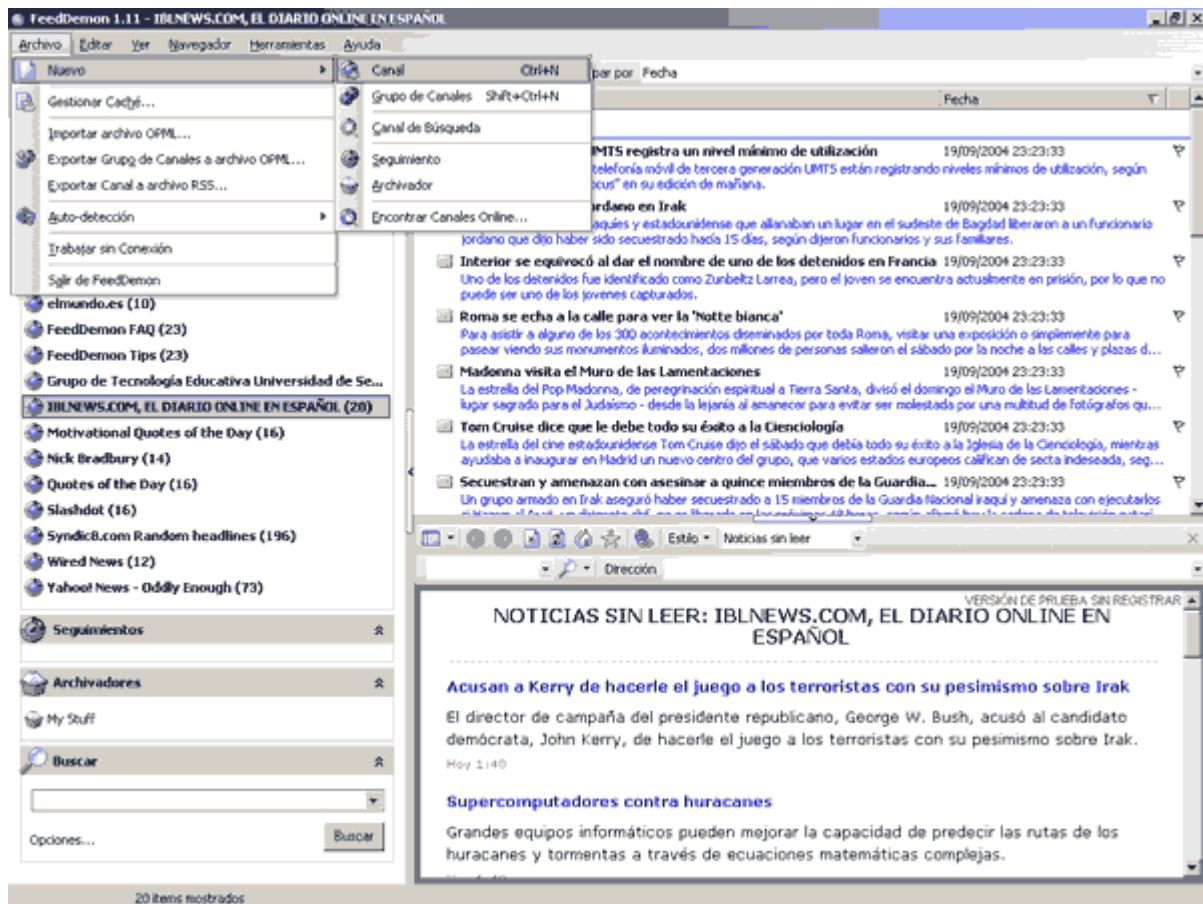 FeedDemon 1.11 - IBLNEWS.COM, EL DIARIO ONLINE EN ESPAÑOL
Archivo Editar Ver Navegador Herramientas Ayuda
Nuevo
Gestionar Caché...
Importar archivo OPML...
Exportar Grupo de Canales a archivo OPML...
Exportar Canal a archivo RSS...
Auto-detección
Trabajar sin Conexión
Salir de FeedDemon
Canal Ctrl+N
Grupo de Canales Shift+Ctrl+N
Canal de Búsqueda
Seguimiento
Archivador
Encontrar Canales Online...
elmundo.es (10)
FeedDemon FAQ (23)
FeedDemon Tips (23)
Grupo de Tecnología Educativa Universidad de Se...
IBLNEWS.COM, EL DIARIO ONLINE EN ESPAÑOL (20)
Motivational Quotes of the Day (16)
Nick Bradbury (14)
Quotes of the Day (16)
Slashdot (16)
Syndic8.com Random headlines (196)
Wired News (12)
Yahoo! News - Oddly Enough (73)
Seguimientos
Archivadores
My Stuff
Buscar
Opciones... Buscar
par por Fecha
Fecha
UMTS registra un nivel mínimo de utilización 19/09/2004 23:23:33
telefonía móvil de tercera generación UMTS están registrando niveles mínimos de utilización, según
ocus" en su edición de mañana.
ordano en Irak 19/09/2004 23:23:33
aquíes y estadounidense que allanaban un lugar en el sudeste de Bagdad liberaron a un funcionario
jordano que dijo haber sido secuestrado hacía 15 días, según dijeron funcionarios y sus familiares.
Interior se equivocó al dar el nombre de uno de los detenidos en Francia 19/09/2004 23:23:33
Uno de los detenidos fue identificado como Zunbeltz Larrea, pero el joven se encuentra actualmente en prisión, por lo que no
puede ser uno de los jovenes capturados.
Roma se echa a la calle para ver la 'Notte bianca' 19/09/2004 23:23:33
Para asistir a alguno de los 300 acontecimientos diseminados por toda Roma, visitar una exposición o simplemente para
pasear viendo sus monumentos iluminados, dos millones de personas salieron el sábado por la noche a las calles y plazas d...
Madonna visita el Muro de las Lamentaciones 19/09/2004 23:23:33
La estrella del Pop Madonna, de peregrinación espiritual a Tierra Santa, divisó el domingo el Muro de las Lamentaciones -
lugar sagrado para el Judaísmo - desde la lejanía al amanecer para evitar ser molestada por una multitud de fotógrafos qu...
Tom Cruise dice que le debe todo su éxito a la Cienciología 19/09/2004 23:23:33
La estrella del cine estadounidense Tom Cruise dijo el sábado que debía todo su éxito a la Iglesia de la Cienciología, mientras
ayudaba a inaugurar en Madrid un nuevo centro del grupo, que varios estados europeos califican de secta indeseada, seg...
Secuestran y amenazan con asesinar a quince miembros de la Guardia... 19/09/2004 23:23:33
Un grupo armado en Irak aseguró haber secuestrado a 15 miembros de la Guardia Nacional iraquí y amenaza con ejecutarlos
Estilo Noticias sin leer
Dirección
VERSIÓN DE PRUEBA SIN REGISTRAR
NOTICIAS SIN LEER: IBLNEWS.COM, EL DIARIO ONLINE EN
ESPAÑOL
Acusan a Kerry de hacerle el juego a los terroristas con su pesimismo sobre Irak
El director de campaña del presidente republicano, George W. Bush, acusó al candidato
demócrata, John Kerry, de hacerle el juego a los terroristas con su pesimismo sobre Irak.
Hoy 1:40
Supercomputadores contra huracanes
Grandes equipos informáticos pueden mejorar la capacidad de predecir las rutas de los
huracanes y tormentas a través de ecuaciones matemáticas complejas.
20 items mostrados